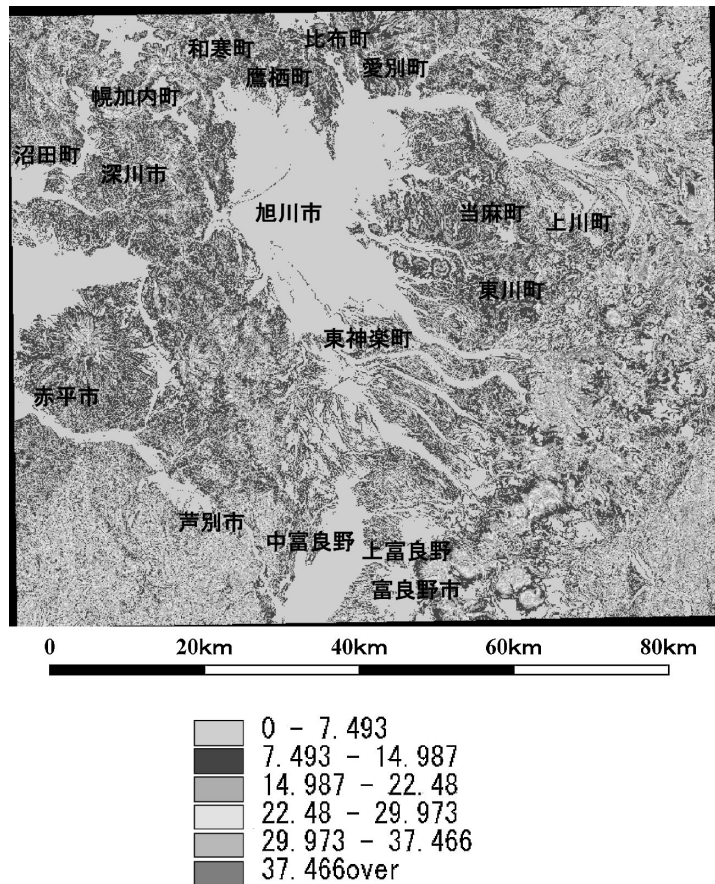 和寒町
比布町
鷹栖町
愛別町
幌加内町
沼田町
深川市
旭川市
当麻町
上川町
東川町
東神楽町
赤平市
芦別市
中富良野
上富良野
富良野市
0 20km 40km 60km 80km
0 - 7.493
7.493 - 14.987
14.987 - 22.48
22.48 - 29.973
29.973 - 37.466
37.466over